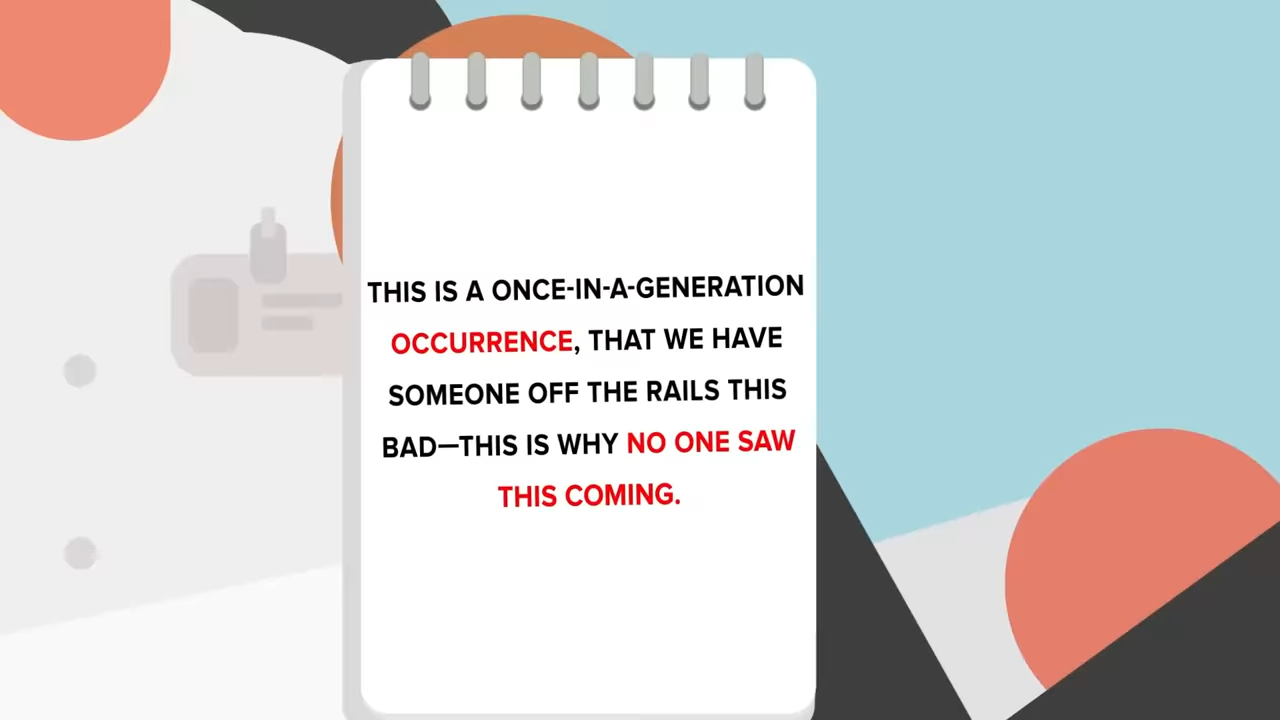 THIS IS A ONCE-IN-A-GENERATION
OCCURRENCE, THAT WE HAVE
SOMEONE OFF THE RAILS THIS
BAD—THIS IS WHY NO ONE SAW
THIS COMING.